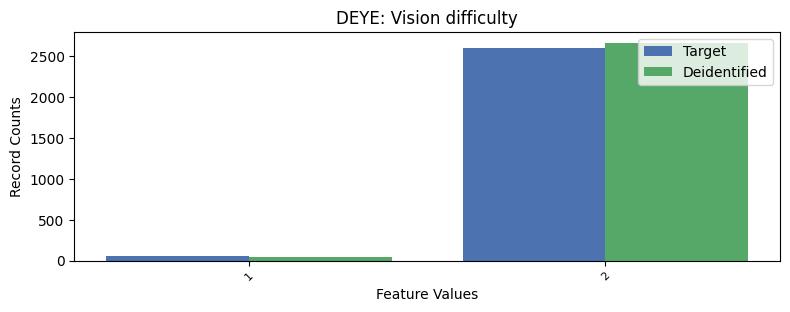 DEYE: Vision difficulty
Target
Deidentified
Record Counts
2500
2000
1500
1000
500
0
1
2
Feature Values